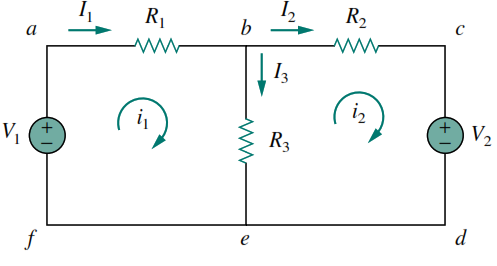 I₁ I₂
a R₁ b R₂ c
I₃
i₁ i₂
V₁ + − R₃ + − V₂
f e d